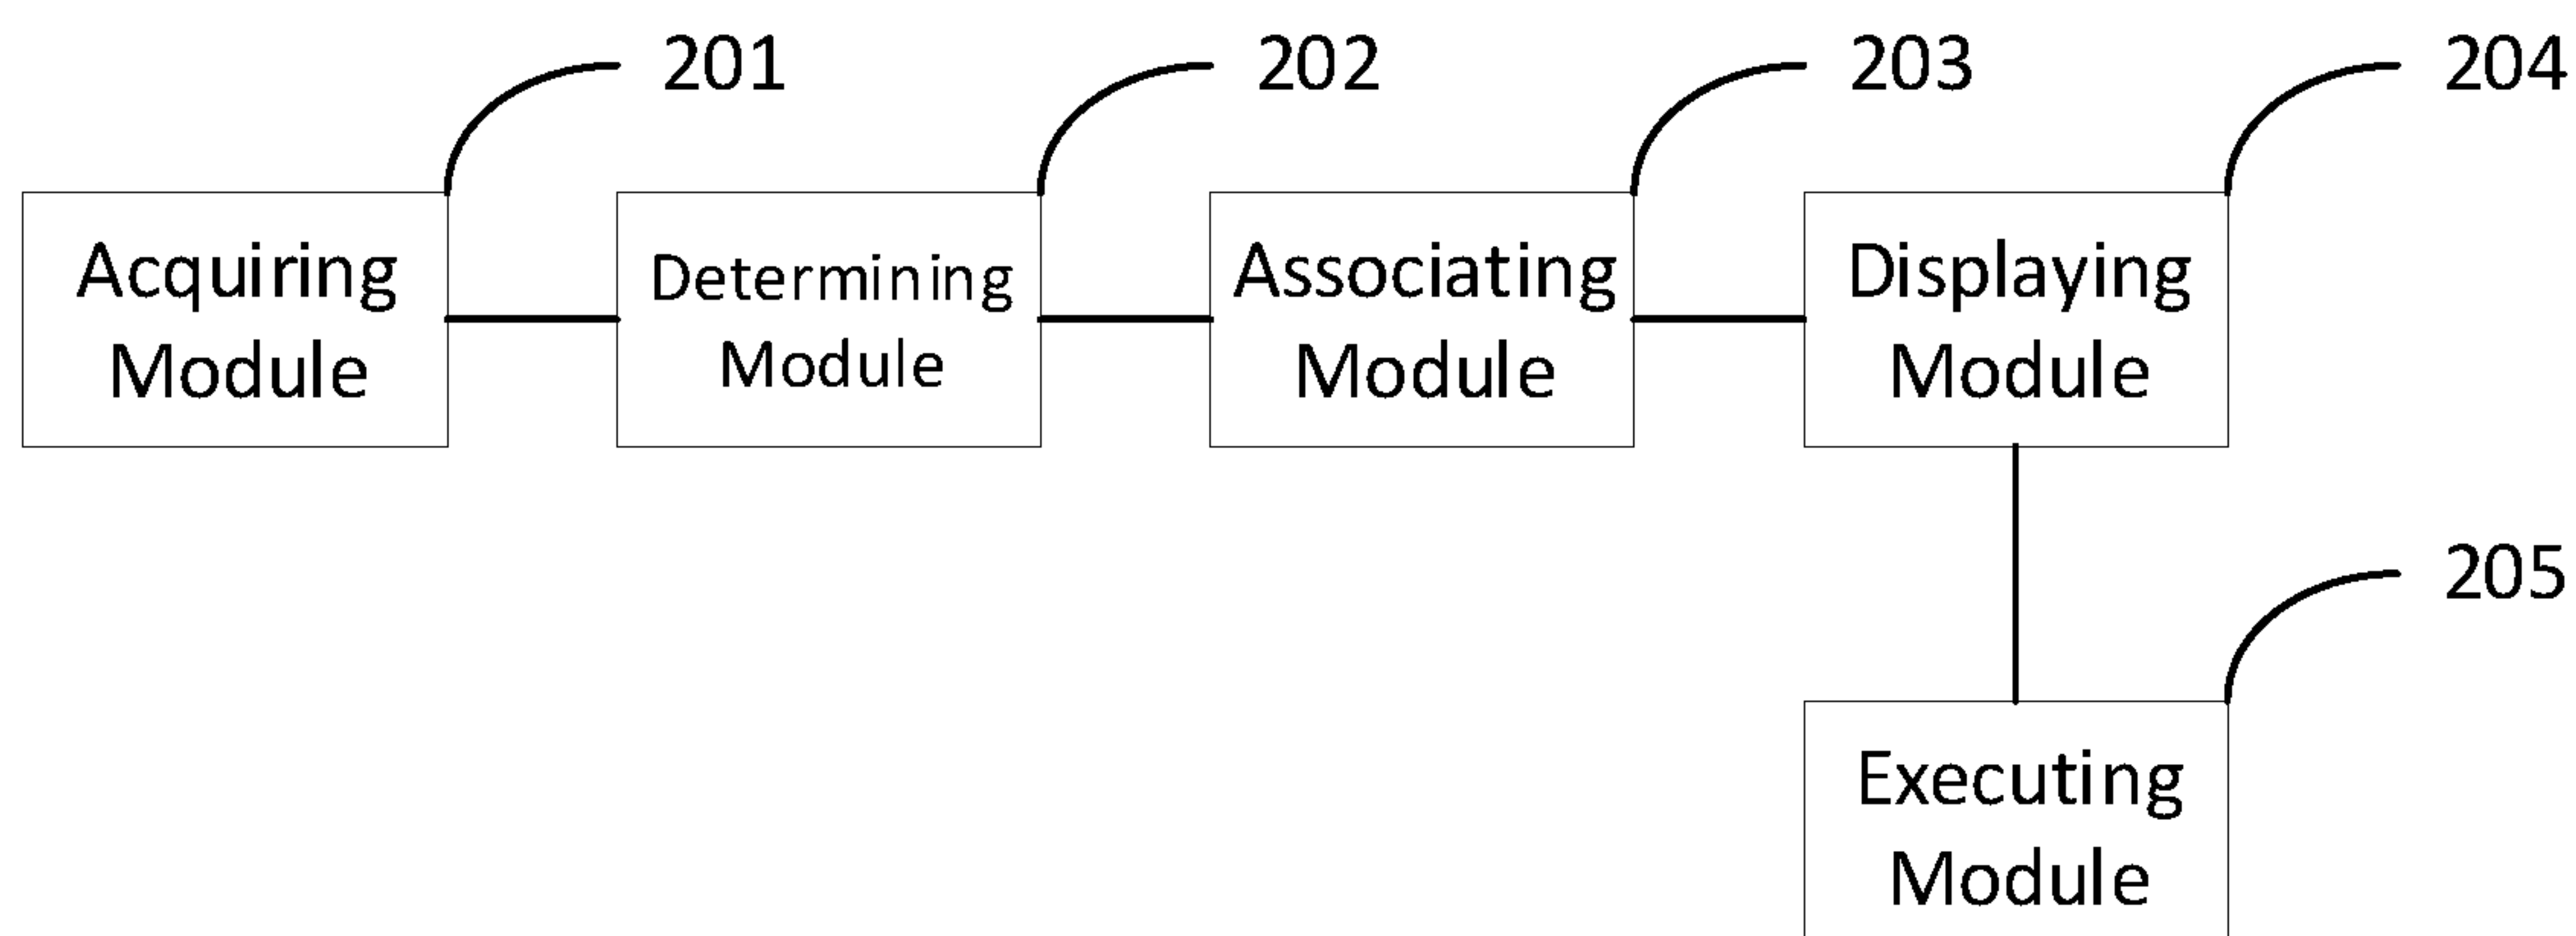 201
202
203
204
Acquiring
Module
Determining
Module
Associating
Module
Displaying
Module
205
Executing
Module